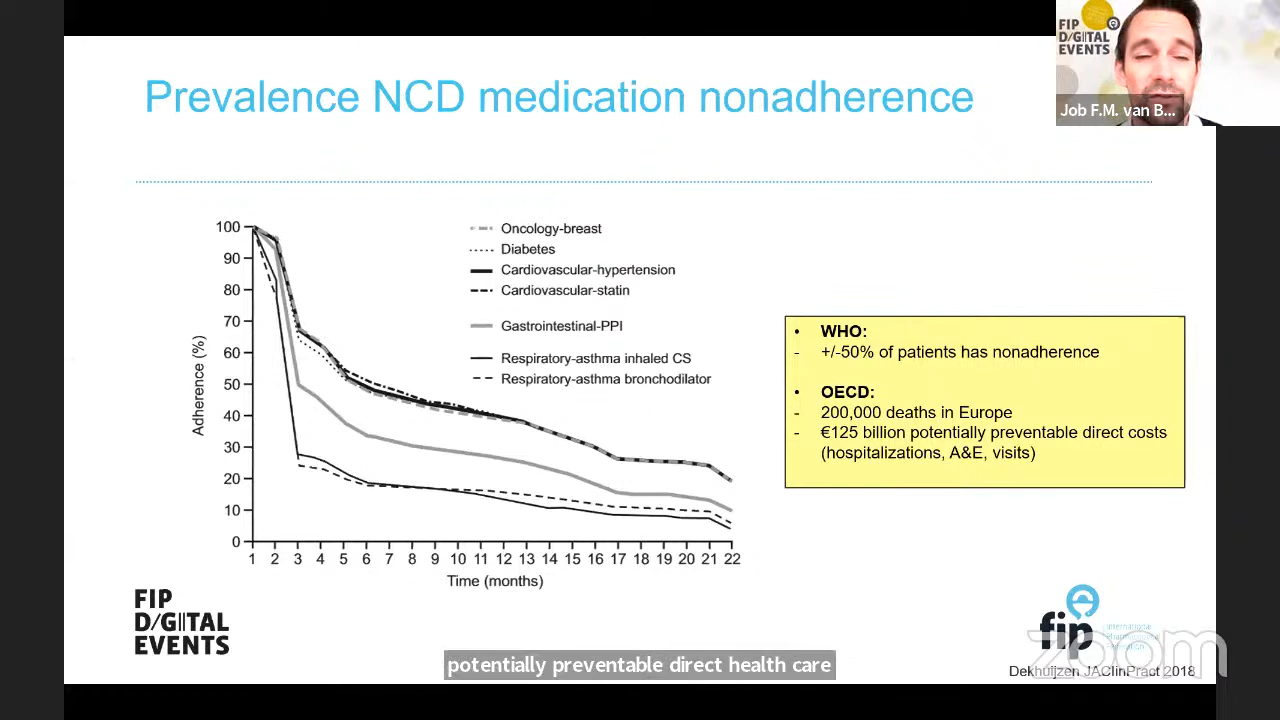 FIP
D/G|TAL
EVENTS
Job F.M. van B...
Prevalence NCD medication nonadherence
100
90
80
70
60
50
40
30
20
10
0
Adherence (%)
Oncology-breast
Diabetes
Cardiovascular-hypertension
Cardiovascular-statin
Gastrointestinal-PPI
Respiratory-asthma inhaled CS
Respiratory-asthma bronchodilator
1 2 3 4 5 6 7 8 9 10 11 12 13 14 15 16 17 18 19 20 21 22
Time (months)
• WHO:
- +/-50% of patients has nonadherence
• OECD:
- 200,000 deaths in Europe
- €125 billion potentially preventable direct costs
(hospitalizations, A&E, visits)
FIP
D/GITAL
EVENTS
fip
International
Pharmaceutical
Federation
zoom
potentially preventable direct health care
Dekhuijzen JAClinPract 2018